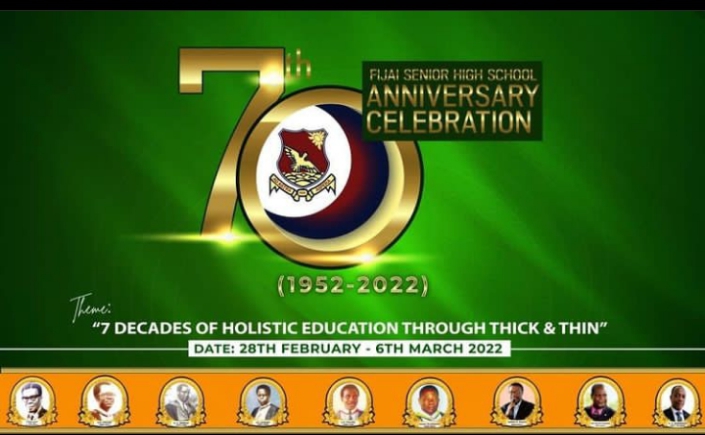 70th
FIJAI SENIOR HIGH SCHOOL
ANNIVERSARY
CELEBRATION
(1952-2022)
Theme:
“7 DECADES OF HOLISTIC EDUCATION THROUGH THICK & THIN”
DATE: 28TH FEBRUARY - 6TH MARCH 2022